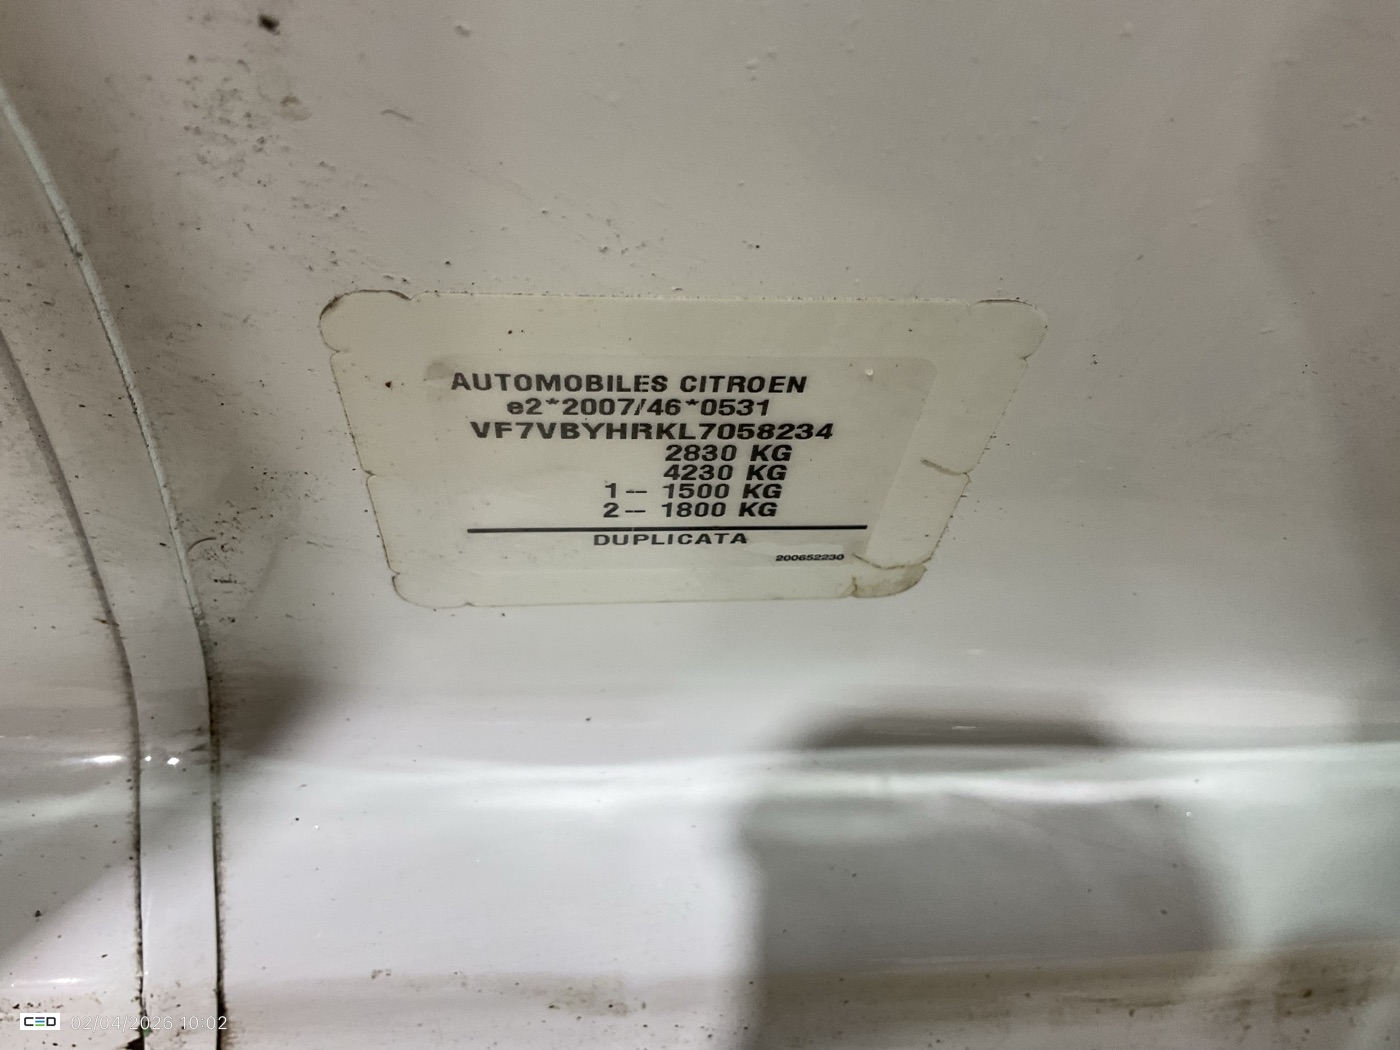 AUTOMOBILES CITROEN
e2*2007/46*0531
VF7VBYHRKL7058234
2830 KG
4230 KG
1-- 1500 KG
2-- 1800 KG
DUPLICATA
200652230
CED 02/04/2026 10:02